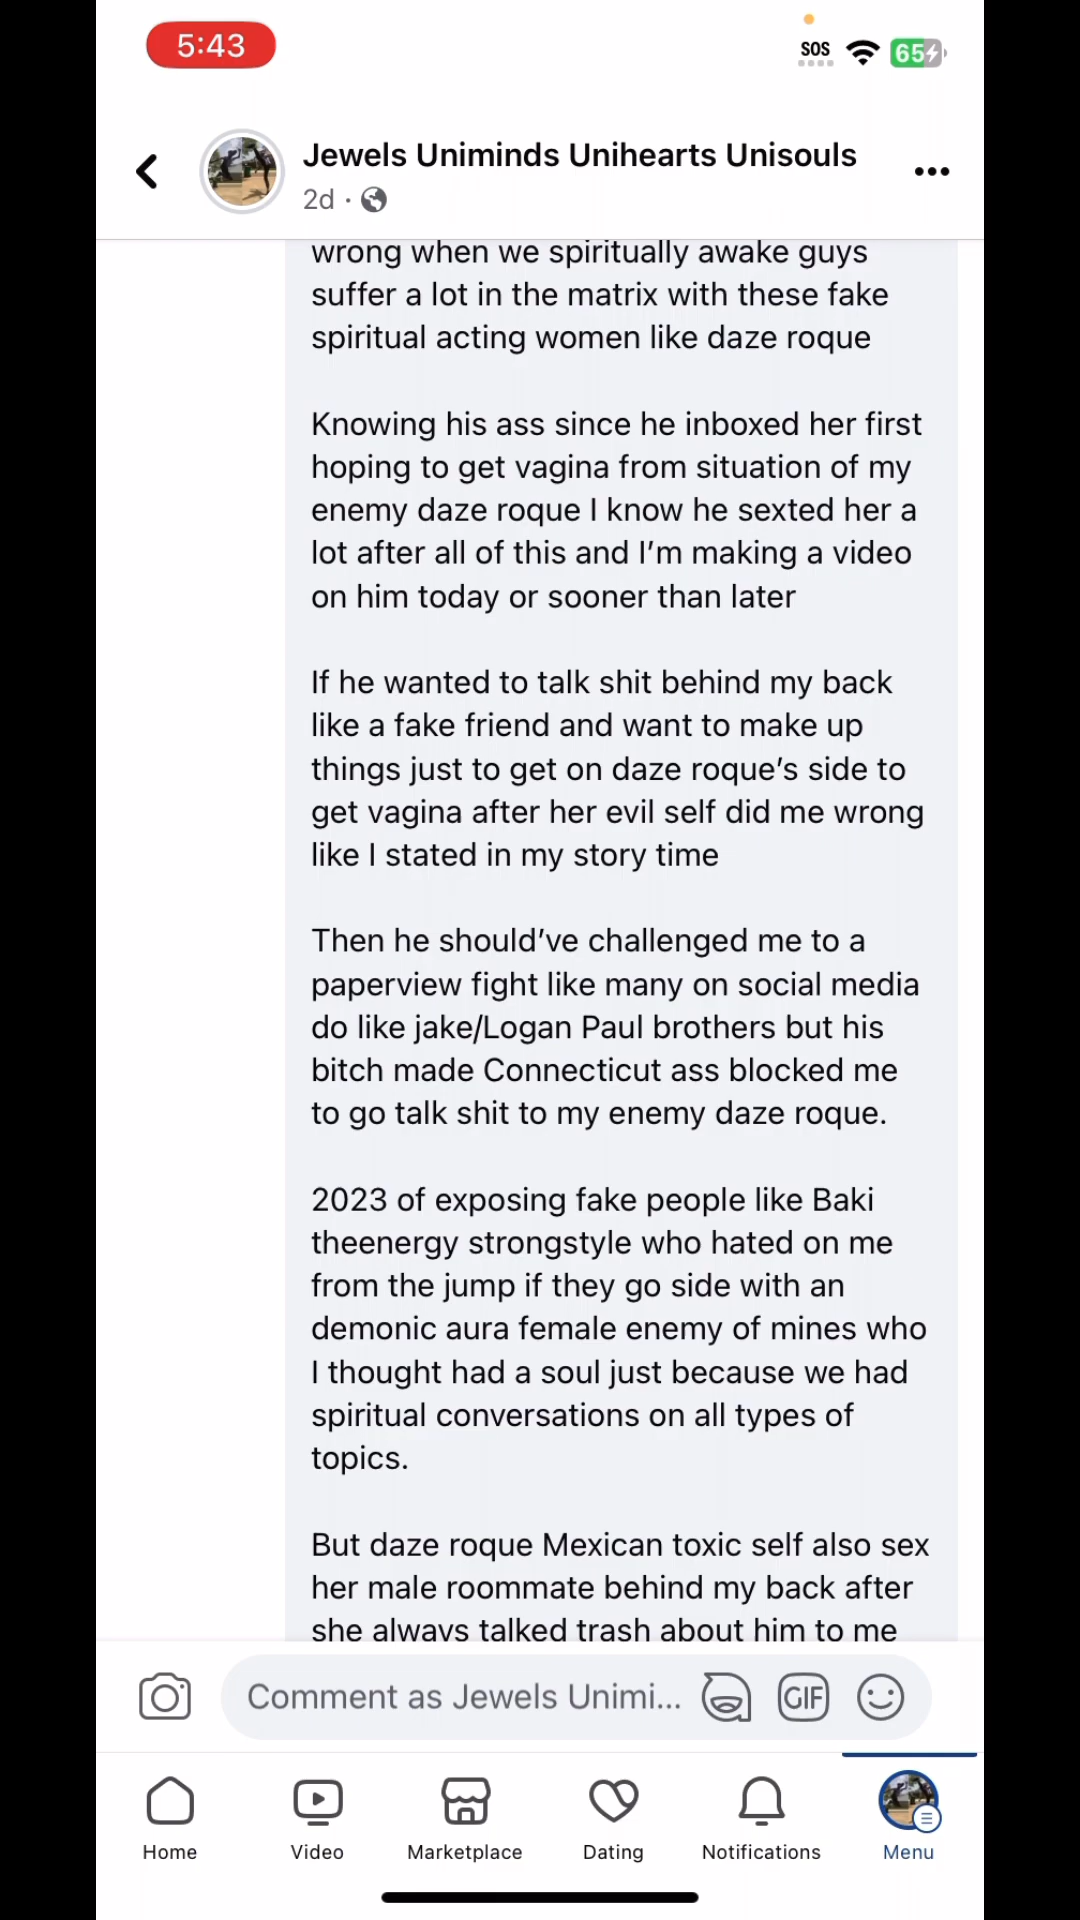 5:43
SOS
65
Jewels Uniminds Unihearts Unisouls
2d ·
wrong when we spiritually awake guys
suffer a lot in the matrix with these fake
spiritual acting women like daze roque
Knowing his ass since he inboxed her first
hoping to get vagina from situation of my
enemy daze roque I know he sexted her a
lot after all of this and I’m making a video
on him today or sooner than later
If he wanted to talk shit behind my back
like a fake friend and want to make up
things just to get on daze roque’s side to
get vagina after her evil self did me wrong
like I stated in my story time
Then he should’ve challenged me to a
paperview fight like many on social media
do like jake/Logan Paul brothers but his
bitch made Connecticut ass blocked me
to go talk shit to my enemy daze roque.
2023 of exposing fake people like Baki
theenergy strongstyle who hated on me
from the jump if they go side with an
demonic aura female enemy of mines who
I thought had a soul just because we had
spiritual conversations on all types of
topics.
But daze roque Mexican toxic self also sex
her male roommate behind my back after
she always talked trash about him to me
Comment as Jewels Unimi...
GIF
Home
Video
Marketplace
Dating
Notifications
Menu